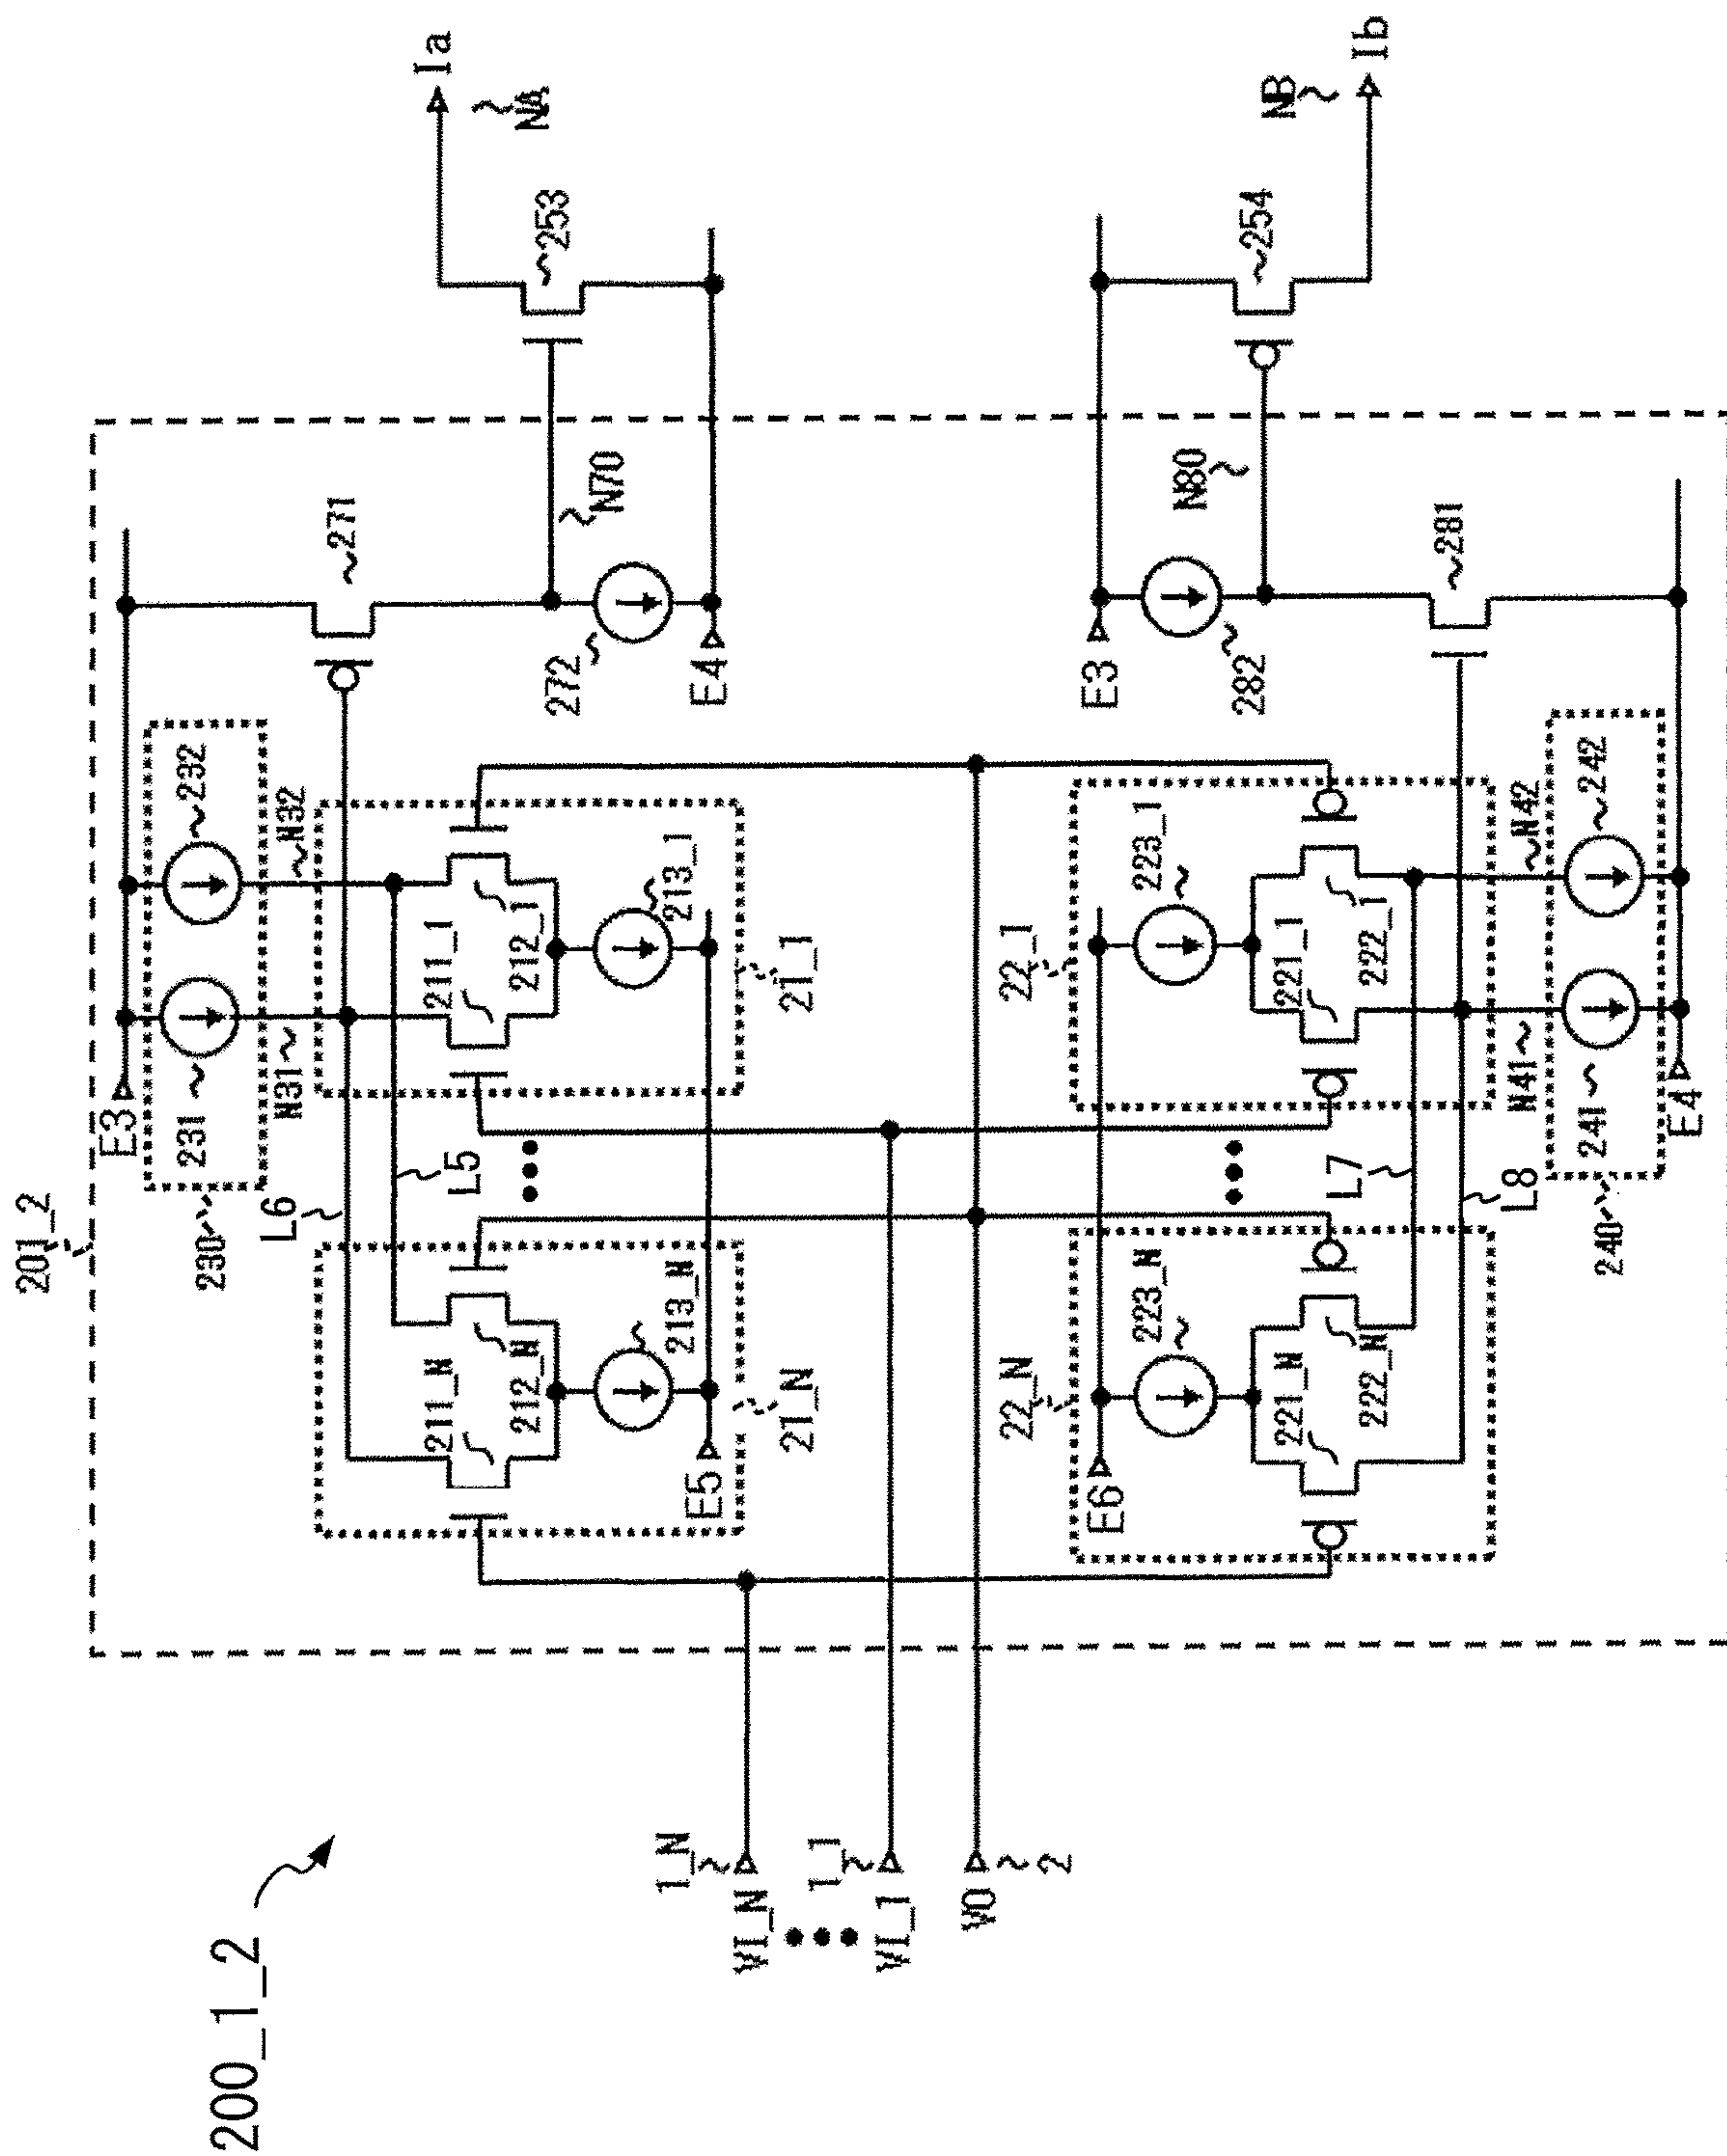 200_1_2
201_2
E3
230
231
232
N31
N32
L6
L5
271
272
N70
E4
253
Ia
NA
21_N
211_N
212_N
213_N
E5
21_1
211_1
212_1
213_1
VI_N
1_N
VI_1
1_1
VO
2
22_N
221_N
222_N
223_N
E6
22_1
221_1
222_1
223_1
L7
L8
N41
N42
240
241
242
E4
E3
282
N80
281
254
NB
Ib